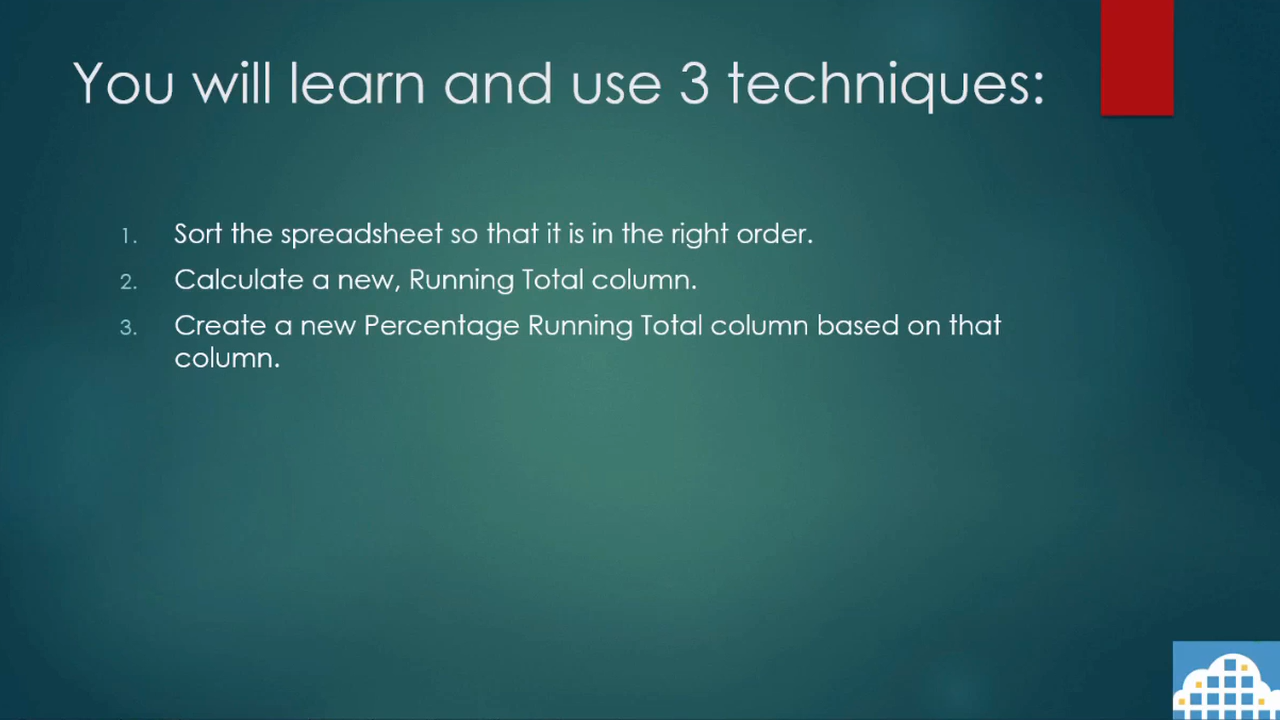 You will learn and use 3 techniques:
1. Sort the spreadsheet so that it is in the right order.
2. Calculate a new, Running Total column.
3. Create a new Percentage Running Total column based on that
column.